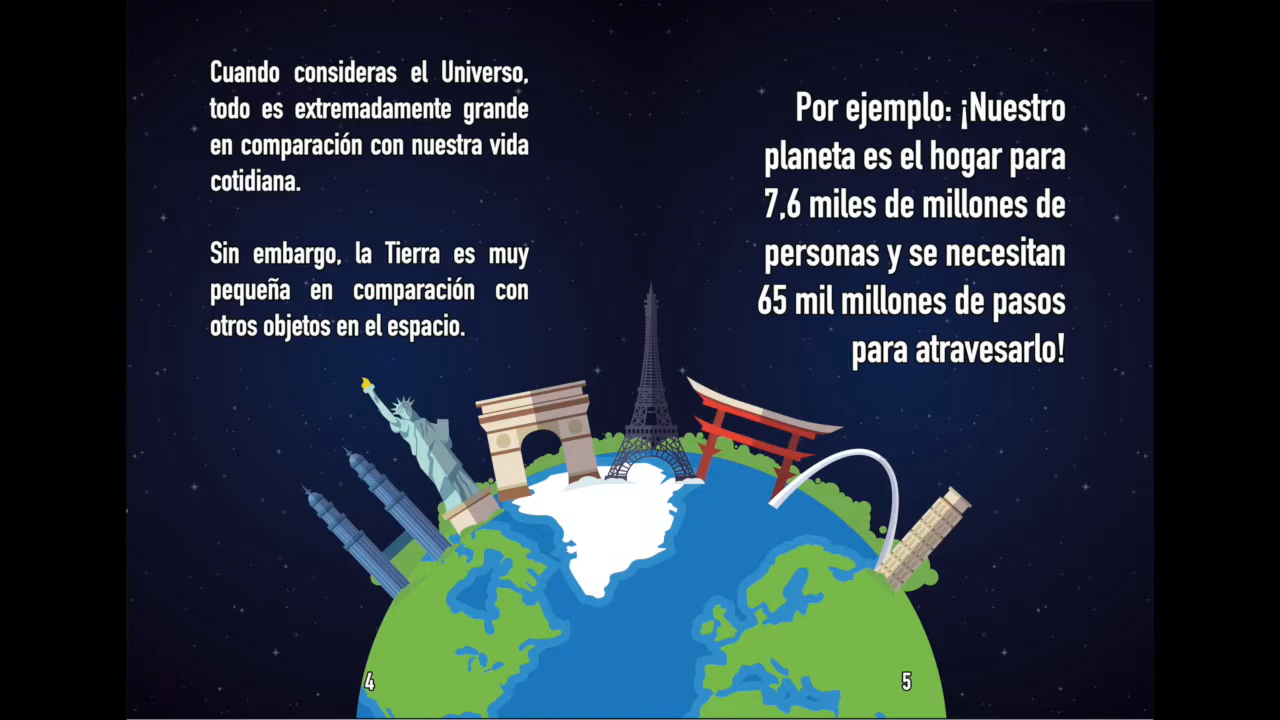 Cuando consideras el Universo,
todo es extremadamente grande
en comparación con nuestra vida
cotidiana.
Sin embargo, la Tierra es muy
pequeña en comparación con
otros objetos en el espacio.
Por ejemplo: ¡Nuestro
planeta es el hogar para
7,6 miles de millones de
personas y se necesitan
65 mil millones de pasos
para atravesarlo!
4
5